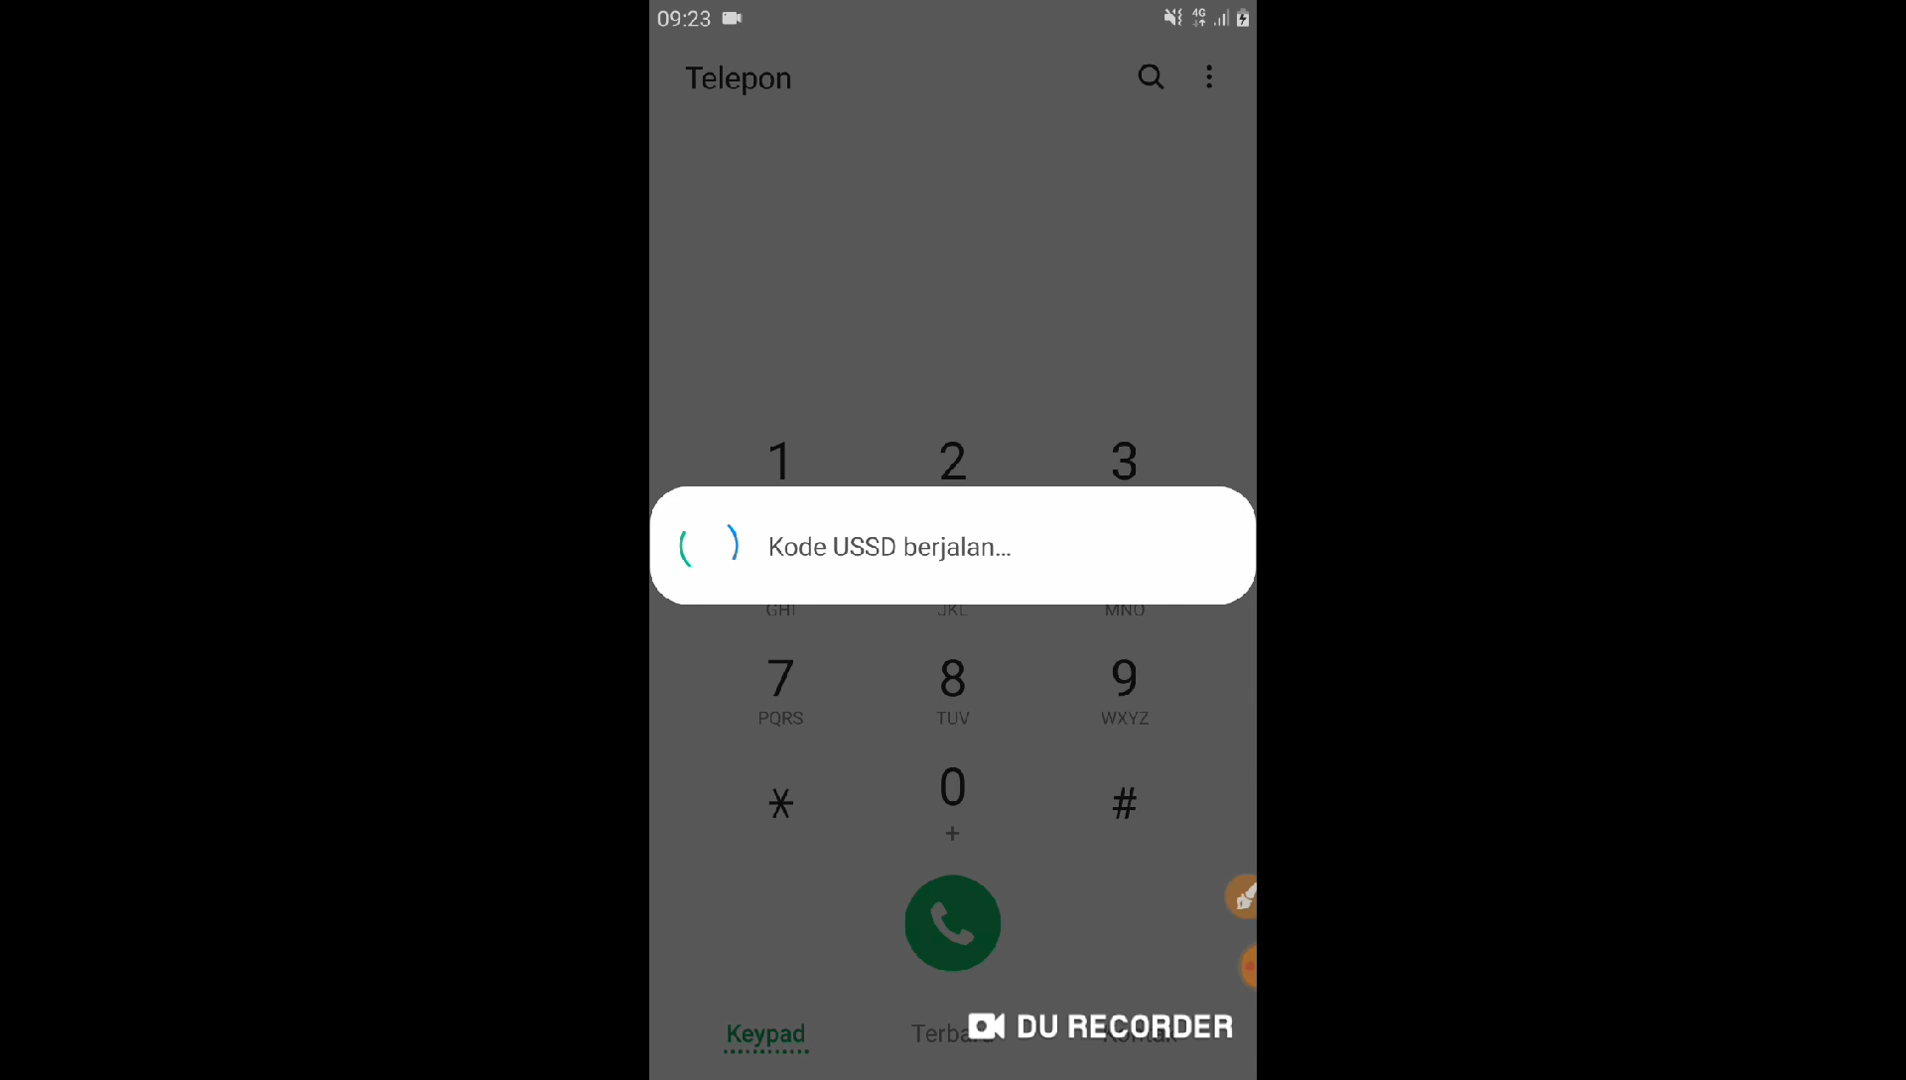 09:23
4G
Telepon
1 2 3
Kode USSD berjalan...
GHI JKL MNO
7 8 9
PQRS TUV WXYZ
* 0 #
+
Keypad
DU RECORDER